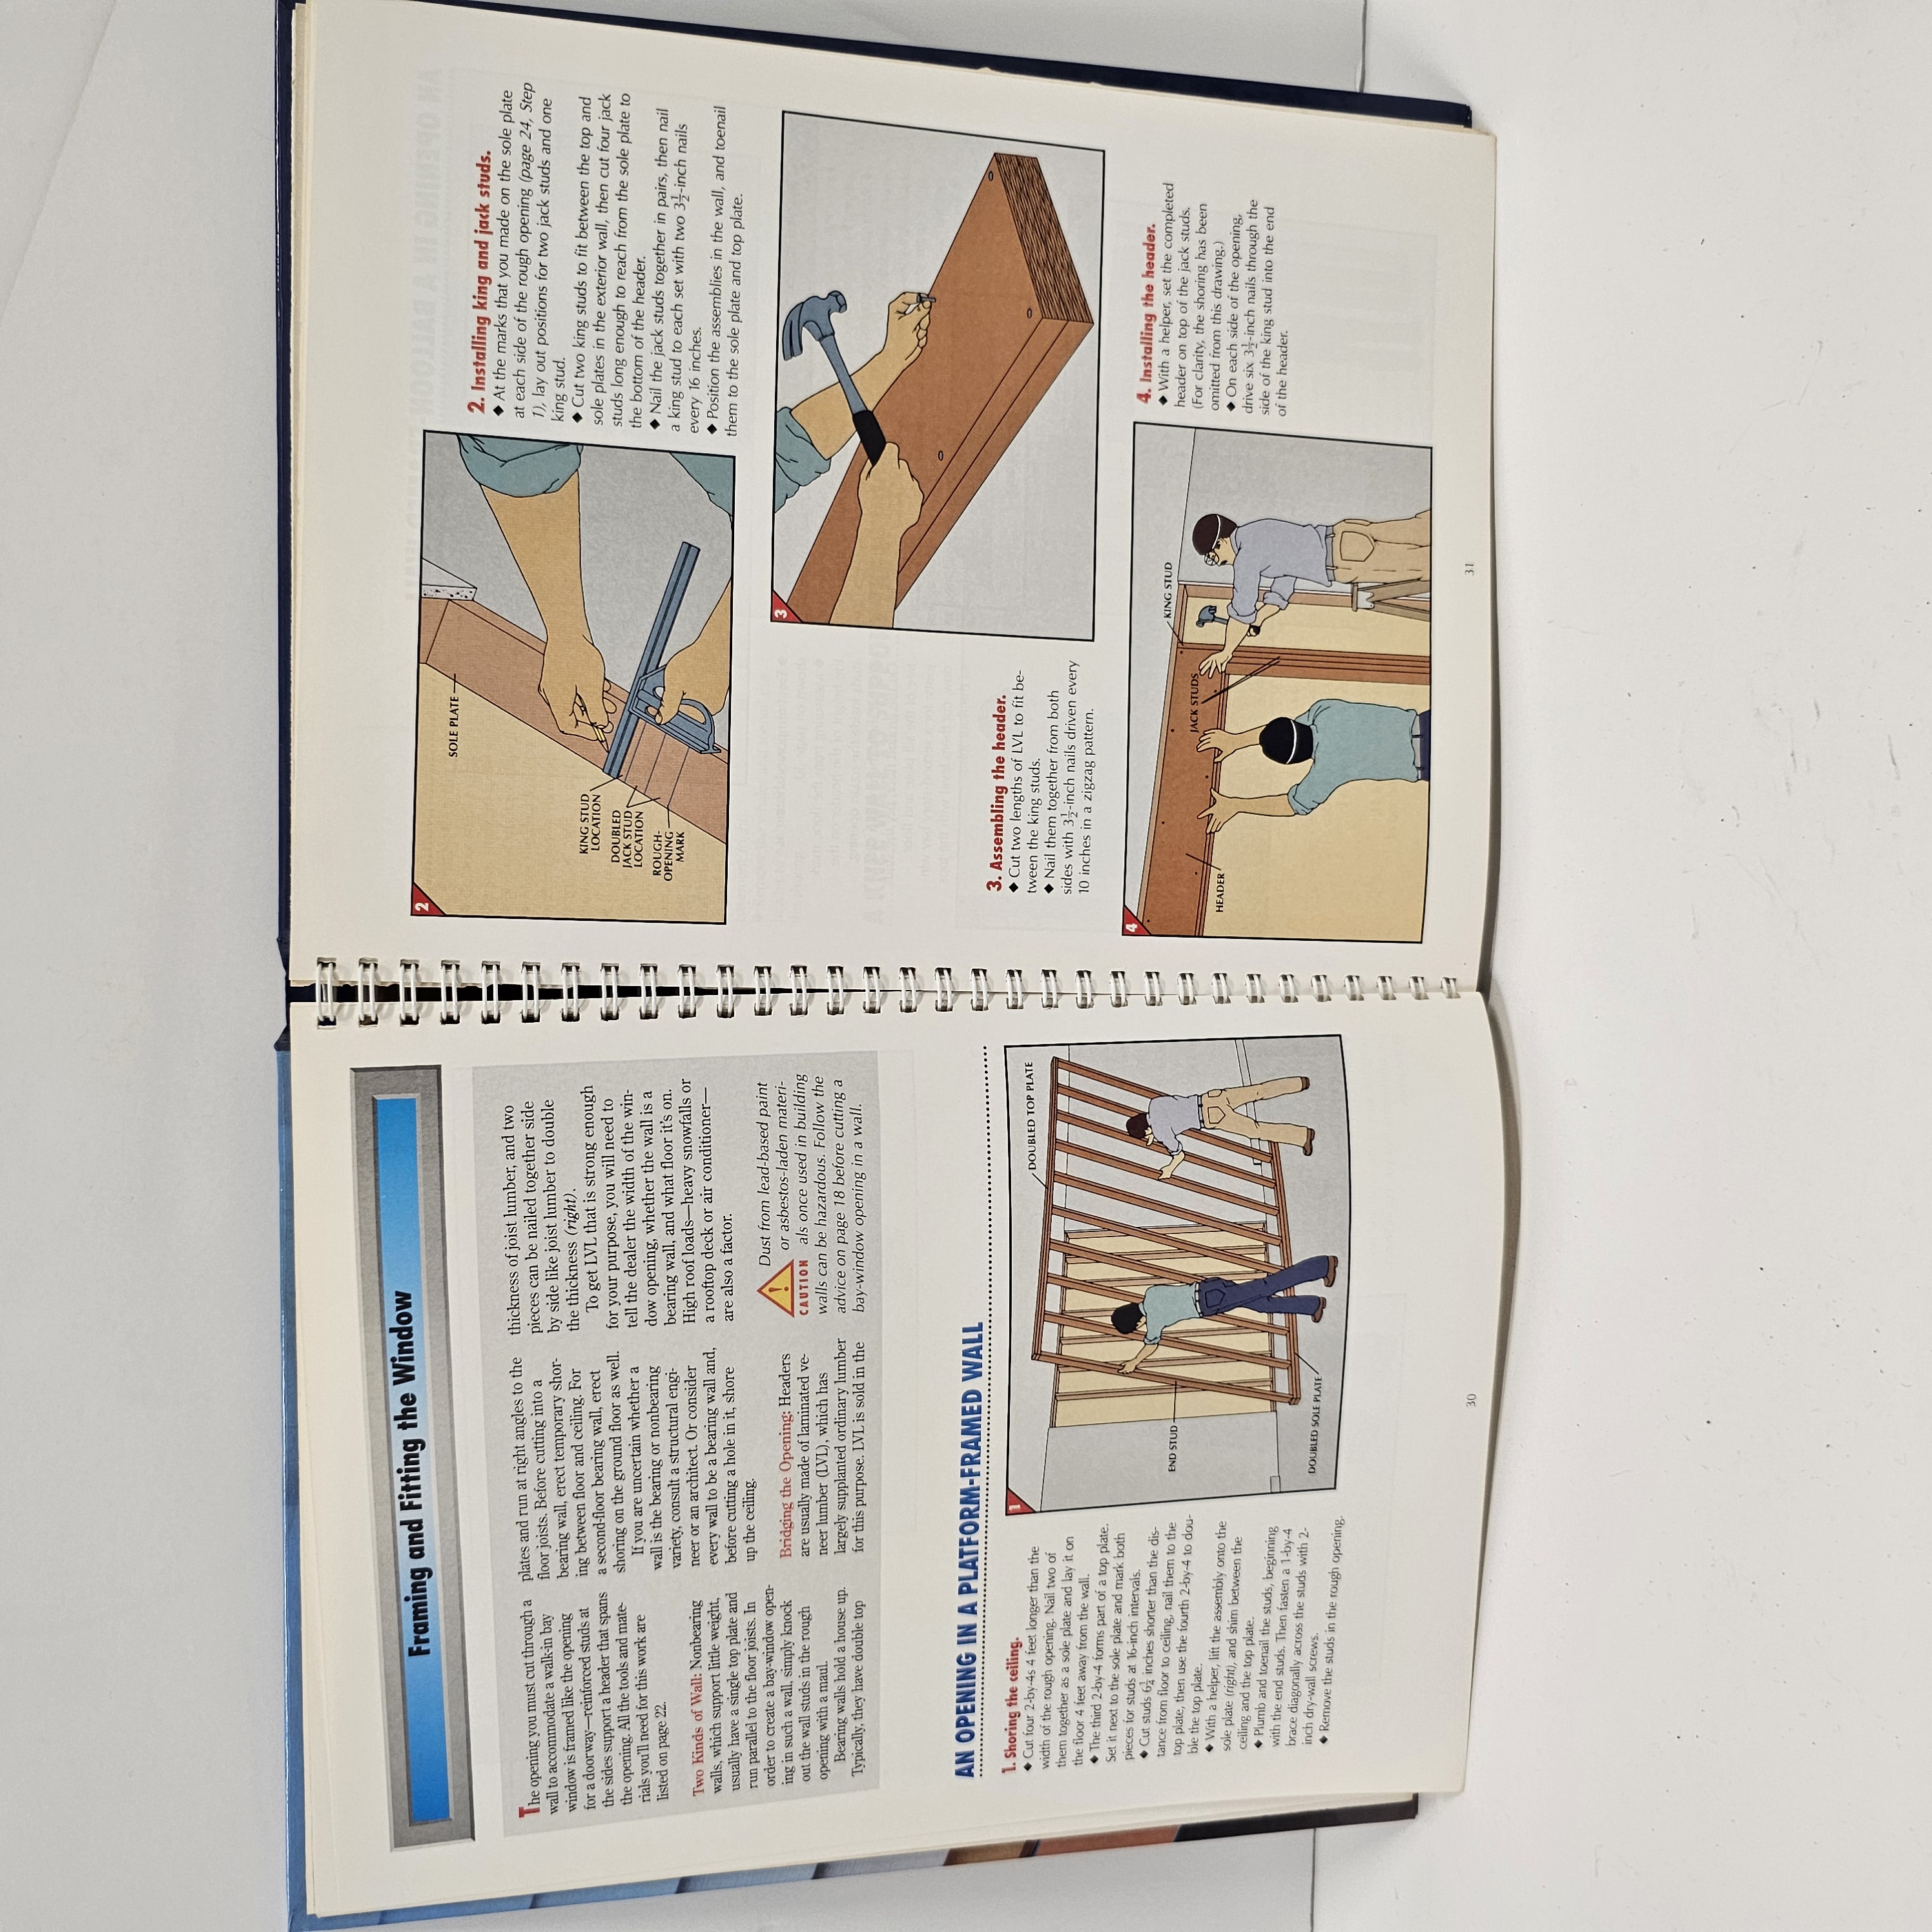 Framing and Fitting the Window
The opening you must cut through a
wall to accommodate a walk-in bay
window is framed like the opening
for a doorway—reinforced studs at
the sides support a header that spans
the opening. All the tools and mate-
rials you'll need for this work are
listed on page 22.
Two Kinds of Wall: Nonbearing
walls, which support little weight,
usually have a single top plate and
run parallel to the floor joists. In
order to create a bay-window open-
ing in such a wall, simply knock
out the wall studs in the rough
opening with a maul.
Bearing walls hold a house up.
Typically, they have double top
plates and run at right angles to the
floor joists. Before cutting into a
bearing wall, erect temporary shor-
ing between floor and ceiling. For
a second-floor bearing wall, erect
shoring on the ground floor as well.
If you are uncertain whether a
wall is the bearing or nonbearing
variety, consult a structural engi-
neer or an architect. Or consider
every wall to be a bearing wall and,
before cutting a hole in it, shore
up the ceiling.
Bridging the Opening: Headers
are usually made of laminated ve-
neer lumber (LVL), which has
largely supplanted ordinary lumber
for this purpose. LVL is sold in the
thickness of joist lumber, and two
pieces can be nailed together side
by side like joist lumber to double
the thickness (right).
To get LVL that is strong enough
for your purpose, you will need to
tell the dealer the width of the win-
dow opening, whether the wall is a
bearing wall, and what floor it's on.
High roof loads—heavy snowfalls or
a rooftop deck or air conditioner—
are also a factor.
CAUTION
Dust from lead-based paint
or asbestos-laden materi-
als once used in building
walls can be hazardous. Follow the
advice on page 18 before cutting a
bay-window opening in a wall.
AN OPENING IN A PLATFORM-FRAMED WALL
1. Shoring the ceiling.
◆ Cut four 2-by-4s 4 feet longer than the
width of the rough opening. Nail two of
them together as a sole plate and lay it on
the floor 4 feet away from the wall.
◆ The third 2-by-4 forms part of a top plate.
Set it next to the sole plate and mark both
pieces for studs at 16-inch intervals.
◆ Cut studs 6¼ inches shorter than the dis-
tance from floor to ceiling, nail them to the
top plate, then use the fourth 2-by-4 to dou-
ble the top plate.
◆ With a helper, lift the assembly onto the
sole plate (right), and shim between the
ceiling and the top plate.
◆ Plumb and toenail the studs, beginning
with the end studs. Then fasten a 1-by-4
brace diagonally across the studs with 2-
inch dry-wall screws.
◆ Remove the studs in the rough opening.
1
DOUBLED TOP PLATE
END STUD
DOUBLED SOLE PLATE
30
2
SOLE PLATE
KING STUD
LOCATION
DOUBLED
JACK STUD
LOCATION
ROUGH-
OPENING
MARK
2. Installing king and jack studs.
◆ At the marks that you made on the sole plate
at each side of the rough opening (page 24, Step
1), lay out positions for two jack studs and one
king stud.
◆ Cut two king studs to fit between the top and
sole plates in the exterior wall, then cut four jack
studs long enough to reach from the sole plate to
the bottom of the header.
◆ Nail the jack studs together in pairs, then nail
a king stud to each set with two 3½-inch nails
every 16 inches.
◆ Position the assemblies in the wall, and toenail
them to the sole plate and top plate.
3
3. Assembling the header.
◆ Cut two lengths of LVL to fit be-
tween the king studs.
◆ Nail them together from both
sides with 3½-inch nails driven every
10 inches in a zigzag pattern.
4
KING STUD
JACK STUDS
HEADER
4. Installing the header.
◆ With a helper, set the completed
header on top of the jack studs.
(For clarity, the shoring has been
omitted from this drawing.)
◆ On each side of the opening,
drive six 3½-inch nails through the
side of the king stud into the end
of the header.
31